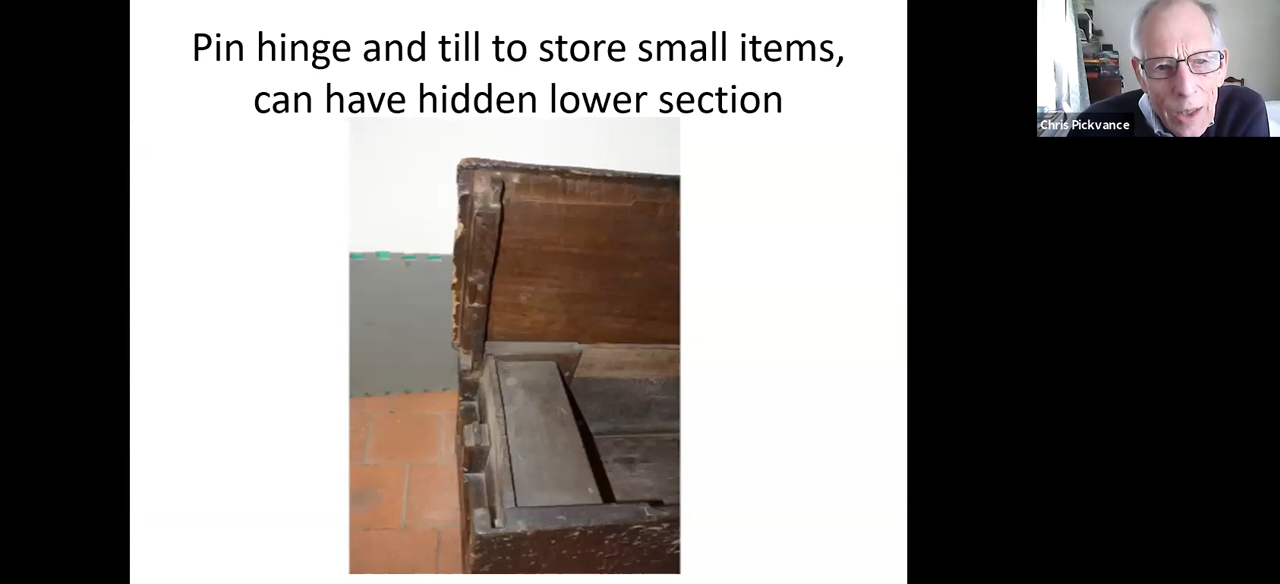 Pin hinge and till to store small items,
can have hidden lower section
Chris Pickvance